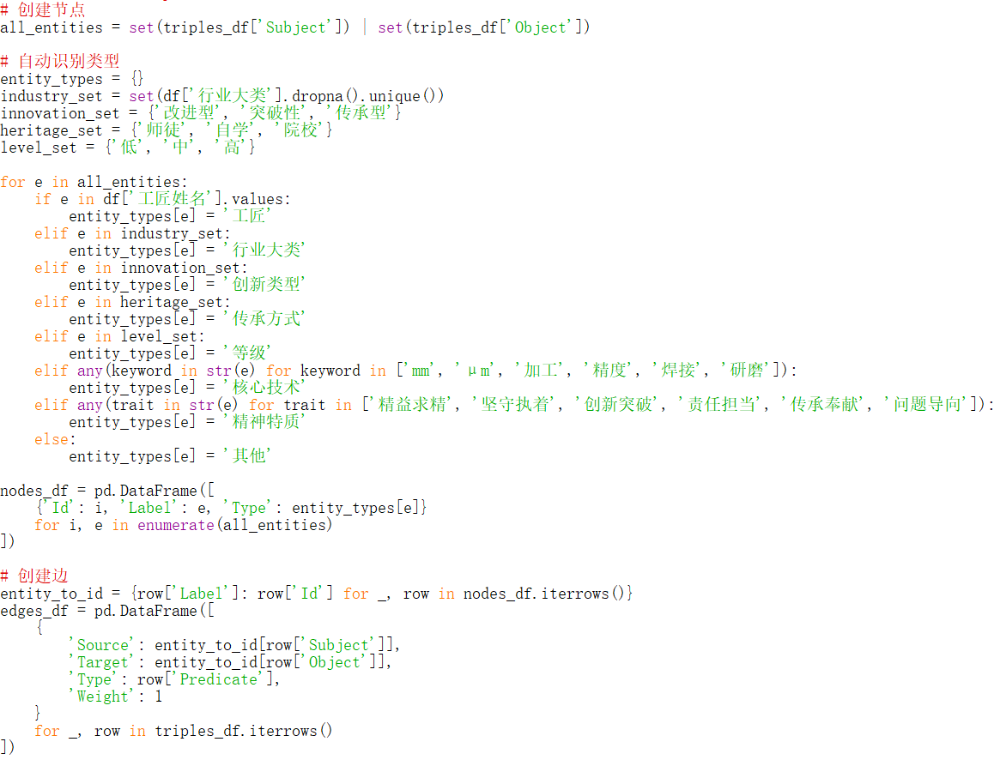 # 创建节点
all_entities = set(triples_df['Subject']) | set(triples_df['Object'])

# 自动识别类型
entity_types = {}
industry_set = set(df['行业大类'].dropna().unique())
innovation_set = {'改进型', '突破性', '传承型'}
heritage_set = {'师徒', '自学', '院校'}
level_set = {'低', '中', '高'}

for e in all_entities:
    if e in df['工匠姓名'].values:
        entity_types[e] = '工匠'
    elif e in industry_set:
        entity_types[e] = '行业大类'
    elif e in innovation_set:
        entity_types[e] = '创新类型'
    elif e in heritage_set:
        entity_types[e] = '传承方式'
    elif e in level_set:
        entity_types[e] = '等级'
    elif any(keyword in str(e) for keyword in ['mm', 'μm', '加工', '精度', '焊接', '研磨']):
        entity_types[e] = '核心技术'
    elif any(trait in str(e) for trait in ['精益求精', '坚守执着', '创新突破', '责任担当', '传承奉献', '问题导向']):
        entity_types[e] = '精神特质'
    else:
        entity_types[e] = '其他'

nodes_df = pd.DataFrame([
    {'Id': i, 'Label': e, 'Type': entity_types[e]}
    for i, e in enumerate(all_entities)
])

# 创建边
entity_to_id = {row['Label']: row['Id'] for _, row in nodes_df.iterrows()}
edges_df = pd.DataFrame([
    {
        'Source': entity_to_id[row['Subject']],
        'Target': entity_to_id[row['Object']],
        'Type': row['Predicate'],
        'Weight': 1
    }
    for _, row in triples_df.iterrows()
])